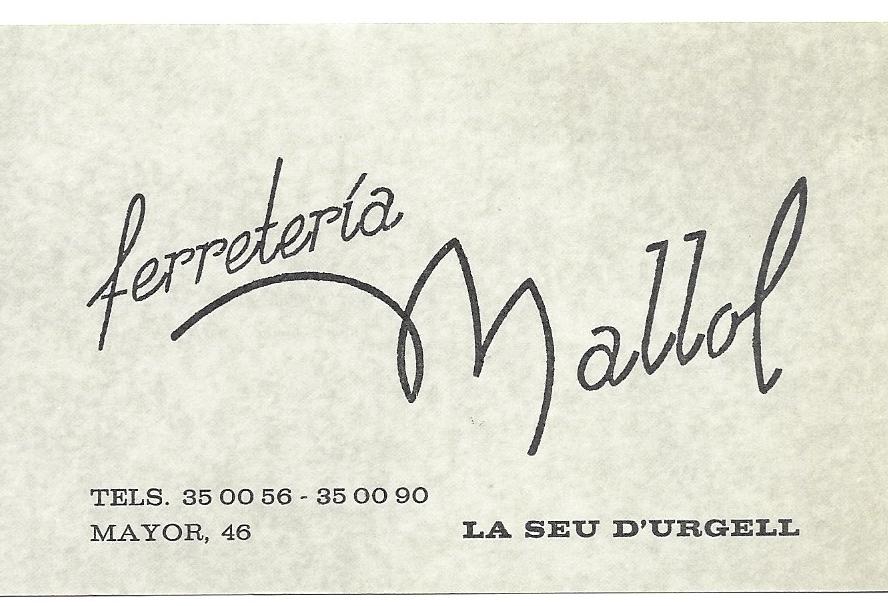 ferretería
Mallol
TELS. 35 00 56 - 35 00 90
MAYOR, 46
LA SEU D'URGELL